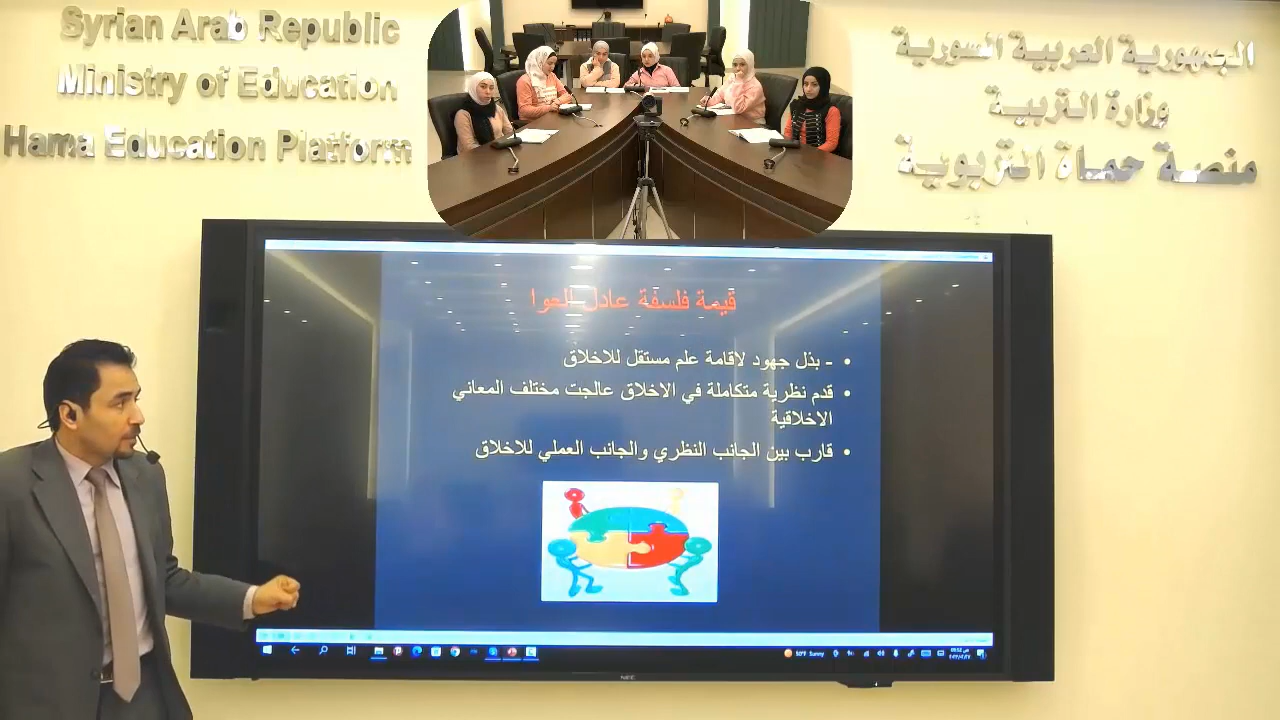 Syrian Arab Republic
Ministry of Education
Hama Education Platform
الجمهورية العربية السورية
وزارة التربية
منصة حماة التربوية
قيمة فلسفة عادل العوا
• - بذل جهود لاقامة علم مستقل للاخلاق
• قدم نظرية متكاملة في الاخلاق عالجت مختلف المعاني
الاخلاقية
• قارب بين الجانب النظري والجانب العملي للاخلاق
Sunny
NEC